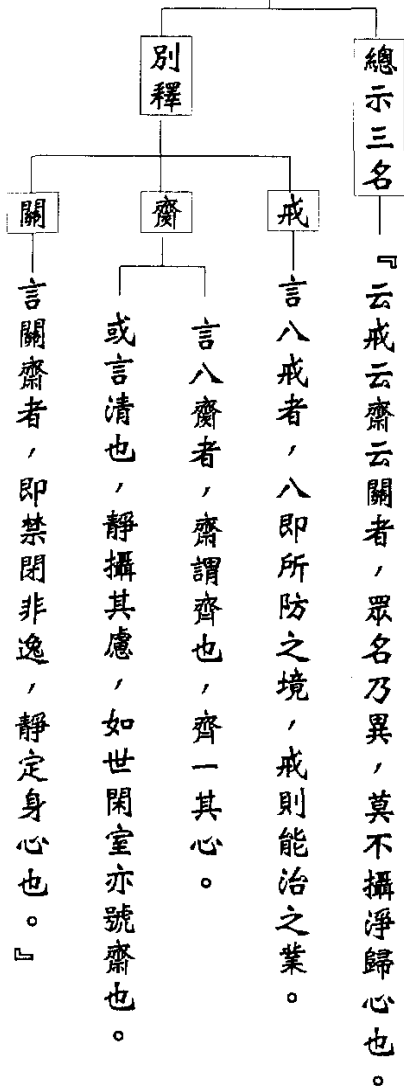 總示三名
『云戒云齋云關者，眾名乃異，莫不攝淨歸心也。
別釋
戒
言八戒者，八即所防之境，戒則能治之業。
齋
言八齋者，齋謂齊也，齊一其心。
或言清也，靜攝其慮，如世閑室亦號齋也。
關
言關齋者，即禁閉非逸，靜定身心也。』